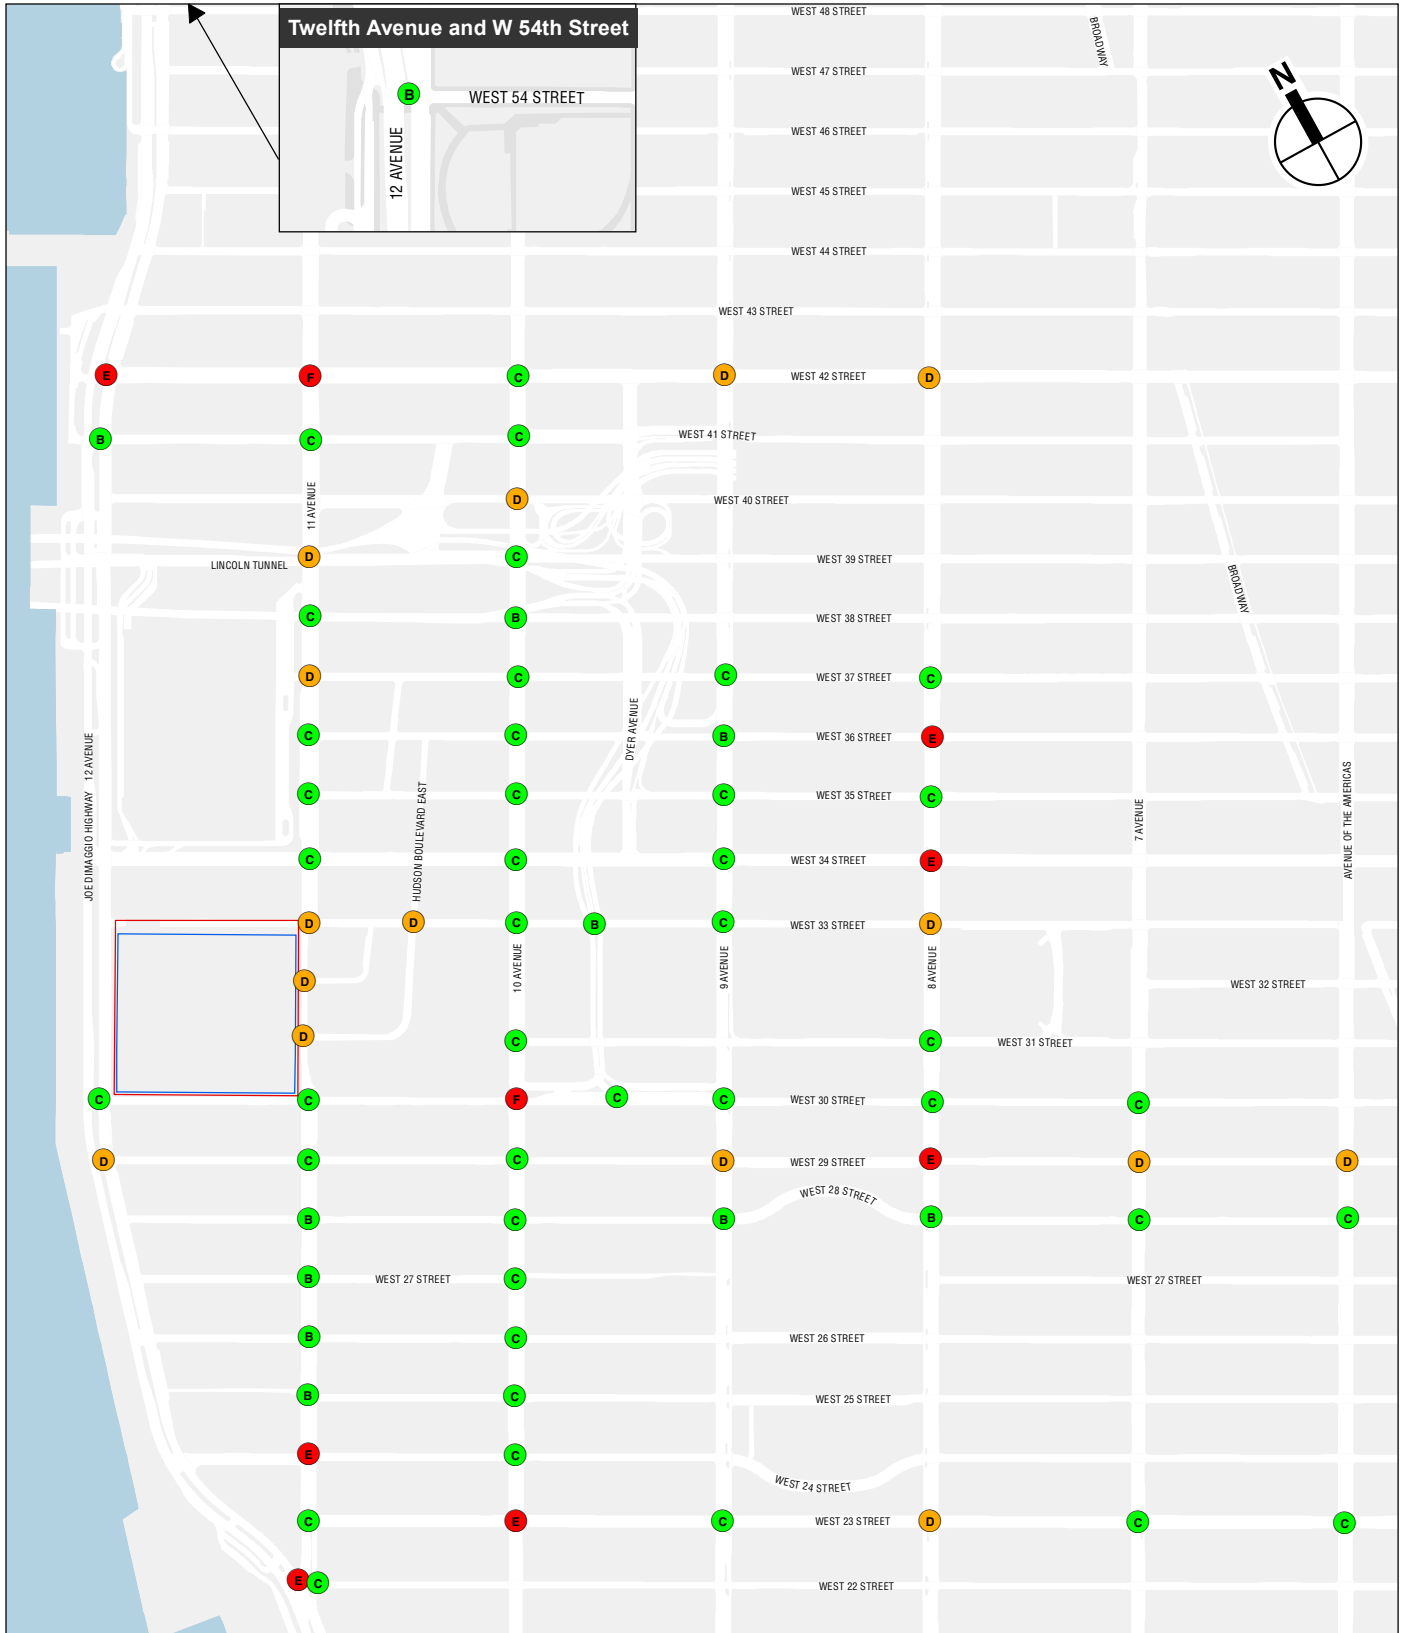 Twelfth Avenue and W 54th Street
B
WEST 54 STREET
12 AVENUE
WEST 48 STREET
BROADWAY
WEST 47 STREET
N
WEST 46 STREET
WEST 45 STREET
WEST 44 STREET
WEST 43 STREET
E F C D WEST 42 STREET D
B C C WEST 41 STREET
11 AVENUE
D WEST 40 STREET
LINCOLN TUNNEL D C WEST 39 STREET
BROADWAY
C B WEST 38 STREET
D C C WEST 37 STREET C
DYER AVENUE
C C B WEST 36 STREET E
JOE DIMAGGIO HIGHWAY 12 AVENUE
HUDSON BOULEVARD EAST
C C C WEST 35 STREET C
7 AVENUE
AVENUE OF THE AMERICAS
C C C WEST 34 STREET E
D D C B C WEST 33 STREET D
10 AVENUE
9 AVENUE
8 AVENUE
D WEST 32 STREET
D C C WEST 31 STREET
C C F C C WEST 30 STREET C C
D C C D WEST 29 STREET E D D
B C B WEST 28 STREET B C C
B WEST 27 STREET C WEST 27 STREET
B C WEST 26 STREET
B C WEST 25 STREET
E C WEST 24 STREET
C E C WEST 23 STREET D C C
E C WEST 22 STREET